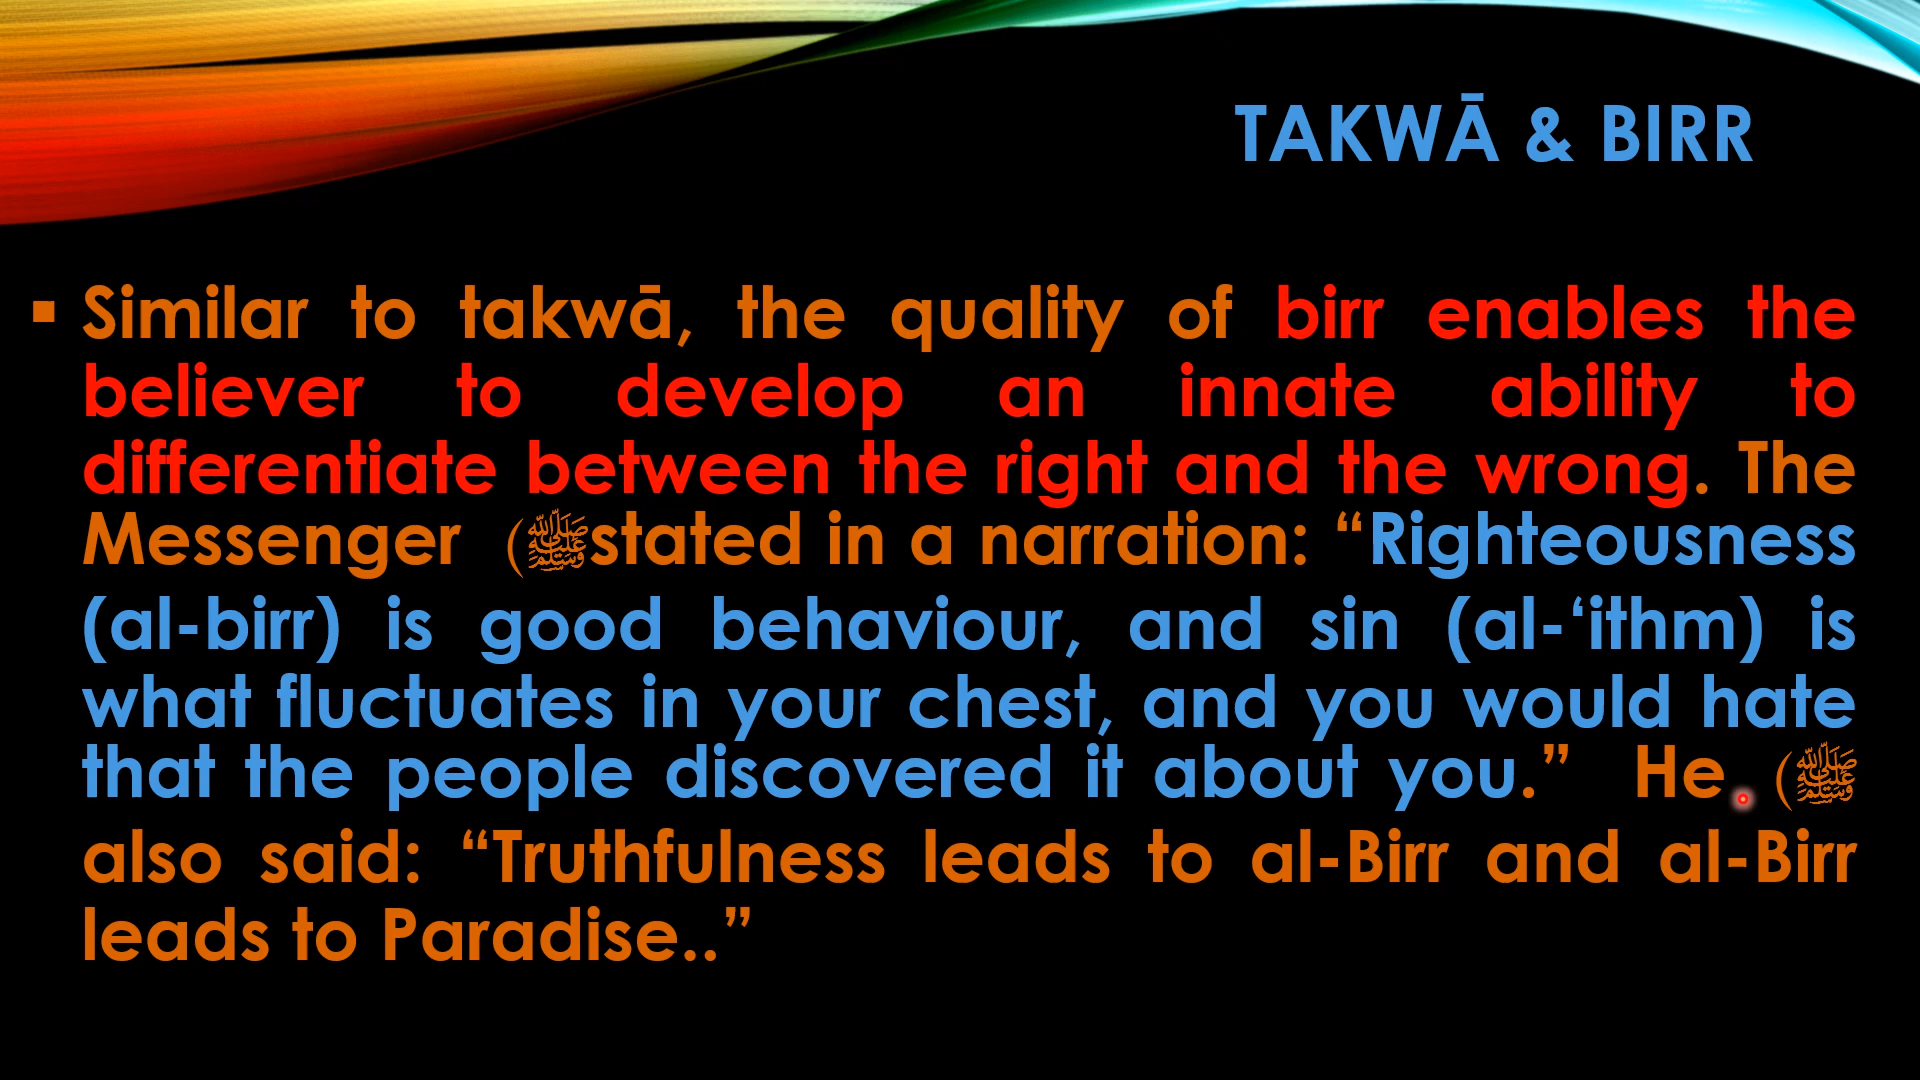 TAKWĀ & BIRR
▪ Similar to takwā, the quality of birr enables the
believer to develop an innate ability to
differentiate between the right and the wrong. The
Messenger (ﷺstated in a narration: “Righteousness
(al-birr) is good behaviour, and sin (al-‘ithm) is
what fluctuates in your chest, and you would hate
that the people discovered it about you.” He (ﷺ
also said: “Truthfulness leads to al-Birr and al-Birr
leads to Paradise..”